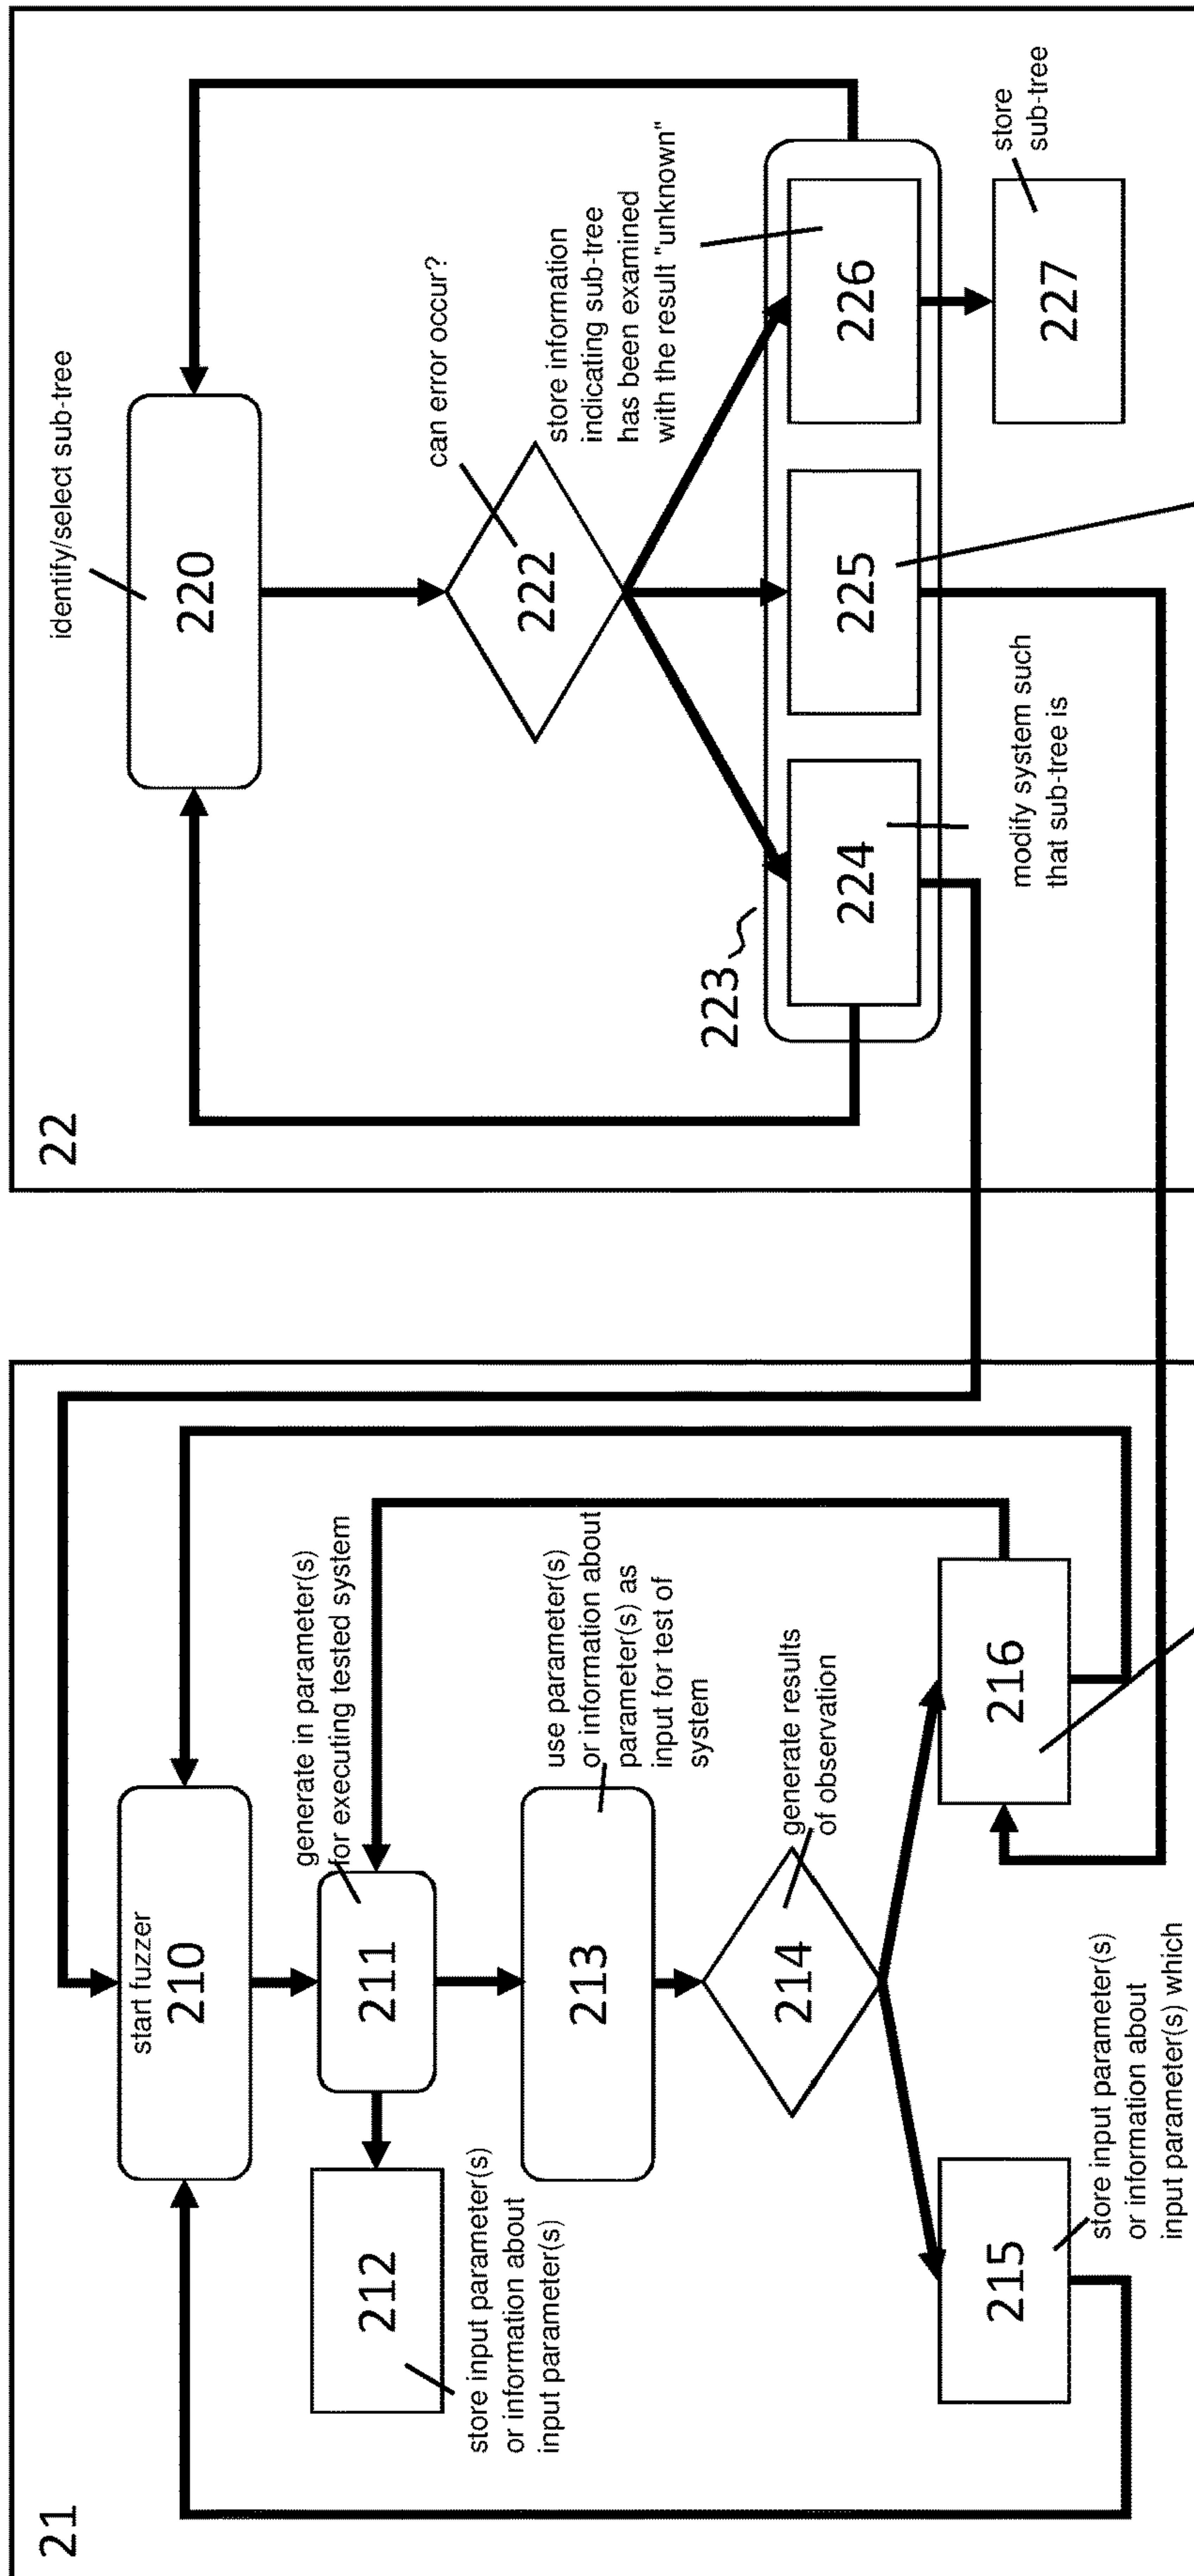 21
start fuzzer
210
generate in parameter(s)
for executing tested system
211
212
store input parameter(s)
or information about
input parameter(s)
use parameter(s)
or information about
parameter(s) as
input for test of
system
213
generate results
of observation
214
215
216
store input parameter(s)
or information about
input parameter(s) which
22
identify/select sub-tree
220
can error occur?
222
store information
indicating sub-tree
has been examined
with the result "unknown"
223
224
225
226
modify system such
that sub-tree is
store
sub-tree
227